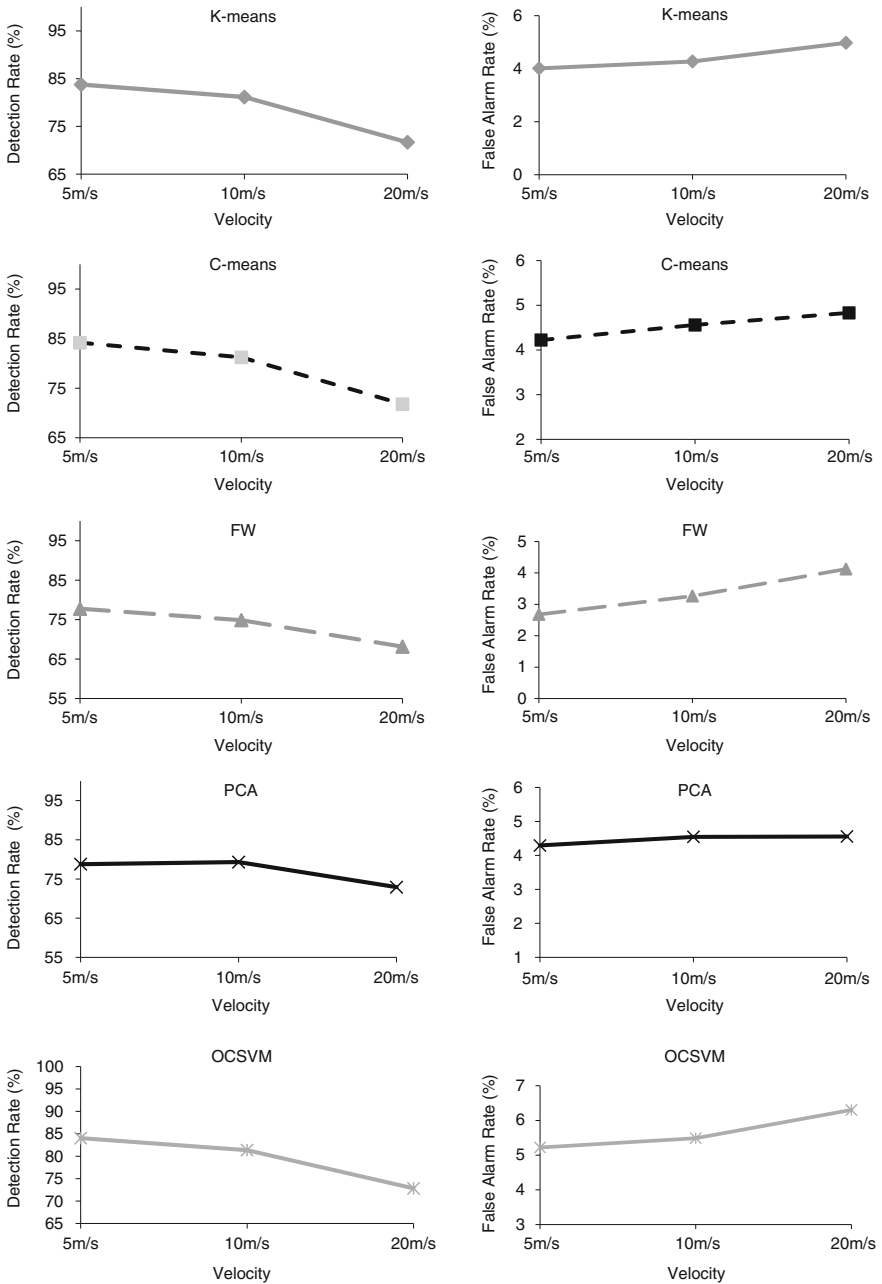 K-means
Detection Rate (%)
95
85
75
65
5m/s 10m/s 20m/s
Velocity
K-means
False Alarm Rate (%)
6
4
2
0
5m/s 10m/s 20m/s
Velocity
C-means
Detection Rate (%)
95
85
75
65
5m/s 10m/s 20m/s
Velocity
C-means
False Alarm Rate (%)
6
5
4
3
2
5m/s 10m/s 20m/s
Velocity
FW
Detection Rate (%)
95
85
75
65
55
5m/s 10m/s 20m/s
Velocity
FW
False Alarm Rate (%)
5
4
3
2
1
0
5m/s 10m/s 20m/s
Velocity
PCA
Detection Rate (%)
95
85
75
65
55
5m/s 10m/s 20m/s
Velocity
PCA
False Alarm Rate (%)
6
5
4
3
2
1
5m/s 10m/s 20m/s
Velocity
OCSVM
Detection Rate (%)
100
95
90
85
80
75
70
65
5m/s 10m/s 20m/s
Velocity
OCSVM
False Alarm Rate (%)
7
6
5
4
3
5m/s 10m/s 20m/s
Velocity